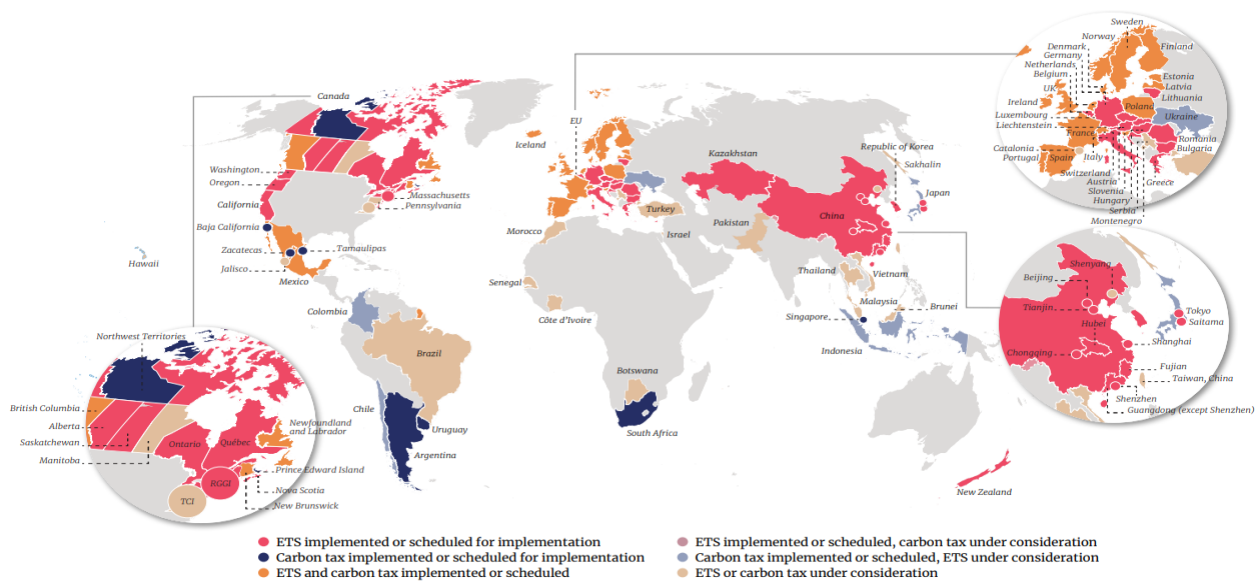 Sweden
Norway
Denmark
Germany
Netherlands
Belgium
UK
Ireland
Luxembourg
Liechtenstein
France
Catalonia
Portugal
Spain
Italy
Switzerland
Austria
Slovenia
Hungary
Serbia
Montenegro
Finland
Estonia
Latvia
Lithuania
Poland
Ukraine
Romania
Bulgaria
Greece
Canada
Washington
Oregon
California
Baja California
Zacatecas
Jalisco
Mexico
Tamaulipas
Massachusetts
Pennsylvania
Hawaii
Iceland
EU
Kazakhstan
Republic of Korea
Sakhalin
Japan
China
Turkey
Pakistan
Israel
Morocco
Senegal
Côte d'Ivoire
Thailand
Vietnam
Malaysia
Brunei
Singapore
Indonesia
Colombia
Brazil
Botswana
South Africa
Chile
Uruguay
Argentina
New Zealand
Northwest Territories
British Columbia
Alberta
Saskatchewan
Manitoba
Ontario
Québec
Newfoundland
and Labrador
Prince Edward Island
Nova Scotia
New Brunswick
RGGI
TCI
Shenyang
Beijing
Tianjin
Hubei
Chongqing
Tokyo
Saitama
Shanghai
Fujian
Taiwan, China
Shenzhen
Guangdong (except Shenzhen)
ETS implemented or scheduled for implementation
Carbon tax implemented or scheduled for implementation
ETS and carbon tax implemented or scheduled
ETS implemented or scheduled, carbon tax under consideration
Carbon tax implemented or scheduled, ETS under consideration
ETS or carbon tax under consideration